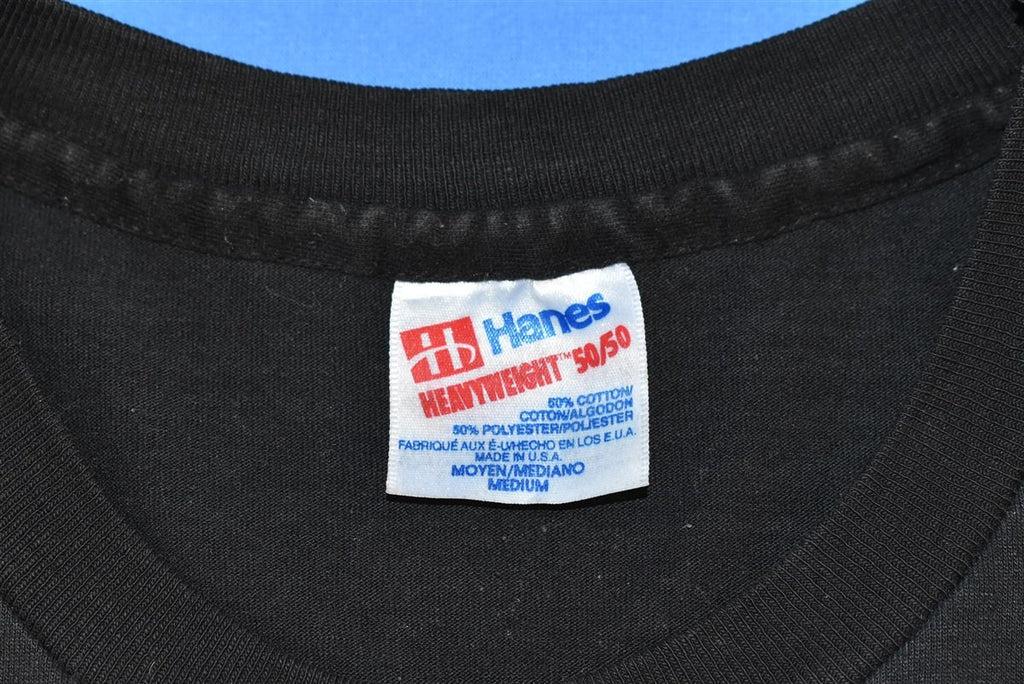 Hanes
HEAVYWEIGHT™ 50/50
50% COTTON/
COTON/ALGODON
50% POLYESTER/POLIESTER
FABRIQUÉ AUX É-U/HECHO EN LOS E.U.A.
MADE IN U.S.A.
MOYEN/MEDIANO
MEDIUM